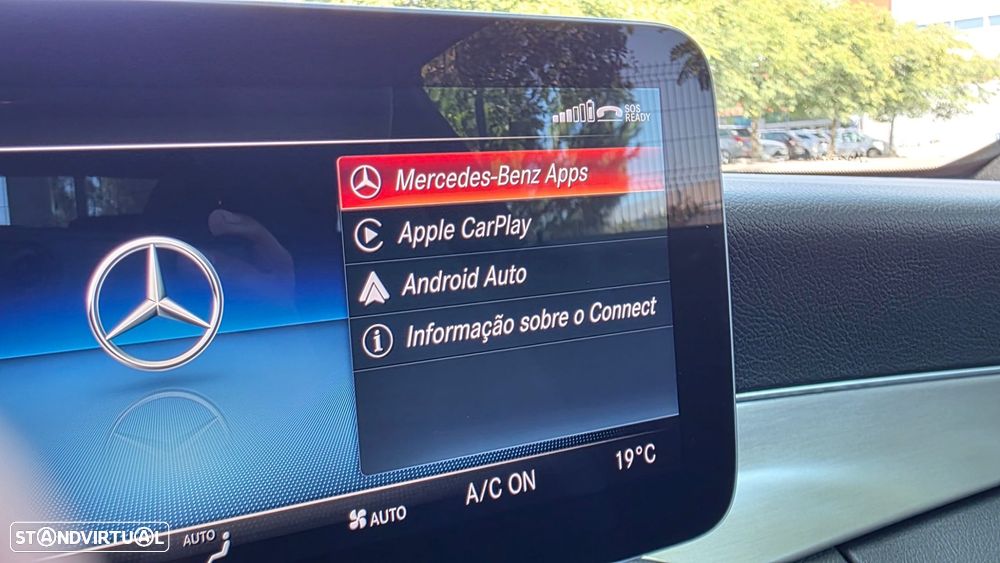 SOS
READY
Mercedes-Benz Apps
Apple CarPlay
Android Auto
Informação sobre o Connect
19°C
A/C ON
AUTO
AUTO
STANDVIRTUAL